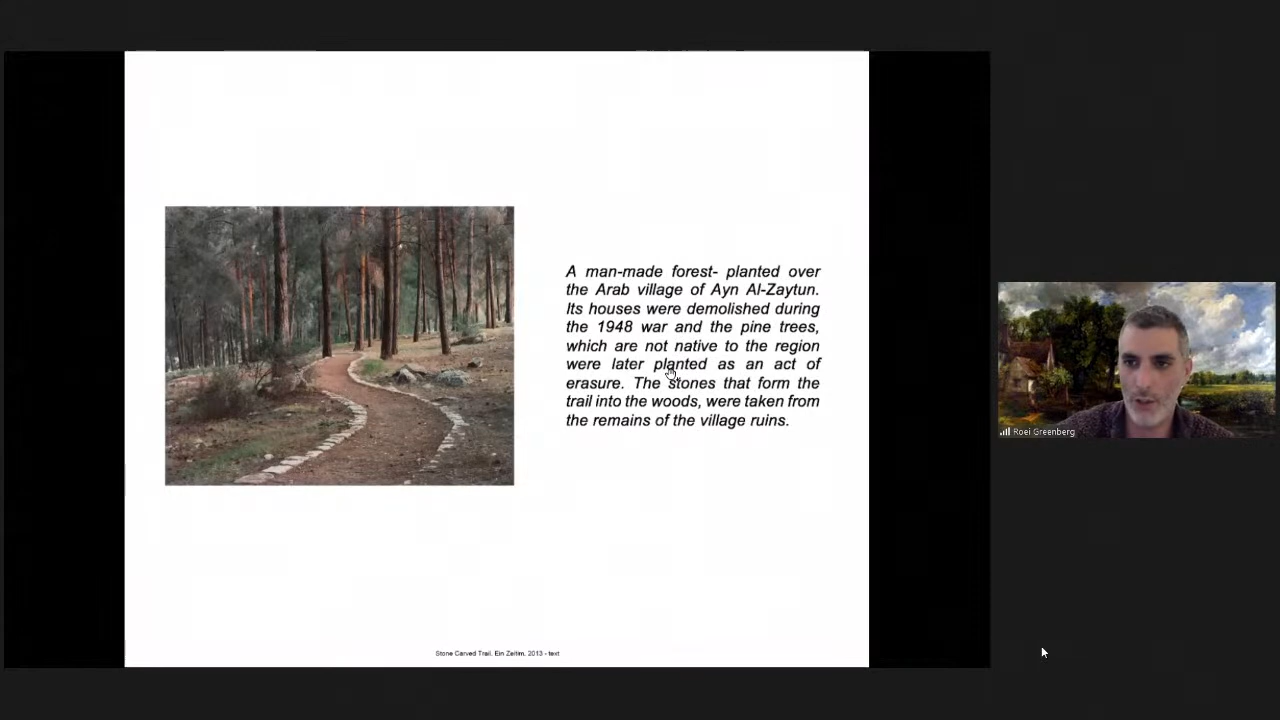 A man-made forest- planted over
the Arab village of Ayn Al-Zaytun.
Its houses were demolished during
the 1948 war and the pine trees,
which are not native to the region
were later planted as an act of
erasure. The stones that form the
trail into the woods, were taken from
the remains of the village ruins.
Roei Greenberg
Stone Carved Trail, Ein Zeitim, 2013 - text